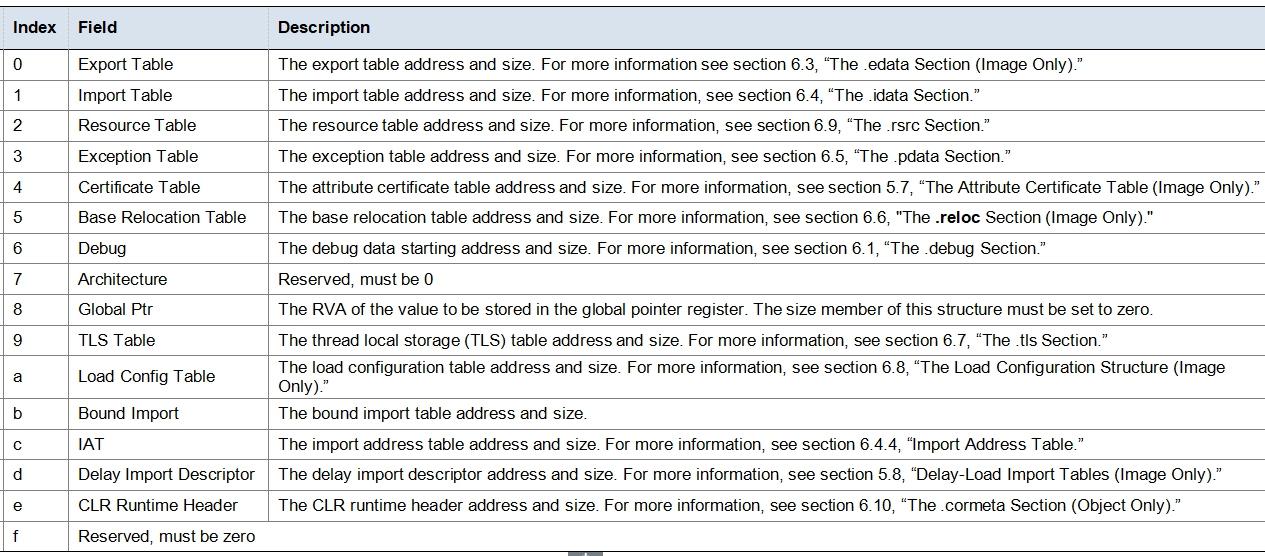 Index Field Description
0 Export Table The export table address and size. For more information see section 6.3, “The .edata Section (Image Only).”
1 Import Table The import table address and size. For more information, see section 6.4, “The .idata Section.”
2 Resource Table The resource table address and size. For more information, see section 6.9, “The .rsrc Section.”
3 Exception Table The exception table address and size. For more information, see section 6.5, “The .pdata Section.”
4 Certificate Table The attribute certificate table address and size. For more information, see section 5.7, “The Attribute Certificate Table (Image Only).”
5 Base Relocation Table The base relocation table address and size. For more information, see section 6.6, "The .reloc Section (Image Only)."
6 Debug The debug data starting address and size. For more information, see section 6.1, “The .debug Section.”
7 Architecture Reserved, must be 0
8 Global Ptr The RVA of the value to be stored in the global pointer register. The size member of this structure must be set to zero.
9 TLS Table The thread local storage (TLS) table address and size. For more information, see section 6.7, “The .tls Section.”
a Load Config Table The load configuration table address and size. For more information, see section 6.8, “The Load Configuration Structure (Image
Only).”
b Bound Import The bound import table address and size.
c IAT The import address table address and size. For more information, see section 6.4.4, “Import Address Table.”
d Delay Import Descriptor The delay import descriptor address and size. For more information, see section 5.8, “Delay-Load Import Tables (Image Only).”
e CLR Runtime Header The CLR runtime header address and size. For more information, see section 6.10, “The .cormeta Section (Object Only).”
f Reserved, must be zero